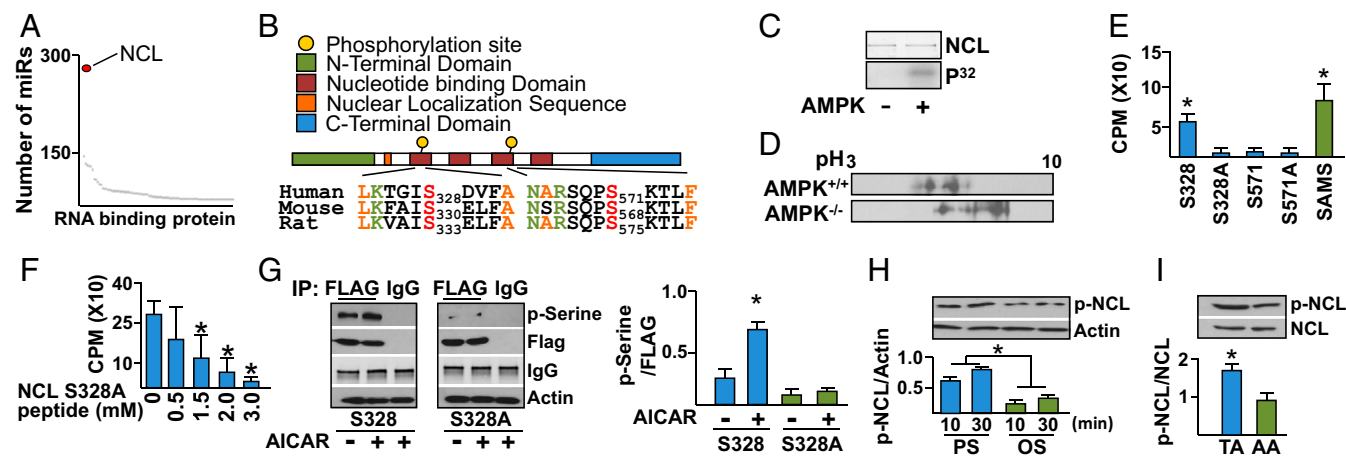 A
300
NCL
Number of miRs
150
RNA binding protein
B
Phosphorylation site
N-Terminal Domain
Nucleotide binding Domain
Nuclear Localization Sequence
C-Terminal Domain
Human LKTGIS328DVFA NARSQPS571KTLF
Mouse LKFAIS330ELFA NSRSQPS568KTLF
Rat LKVAIS333ELFA NARSQPS575KTLF
C
NCL
P32
AMPK - +
D
pH 3 10
AMPK+/+
AMPK-/-
E
CPM (X10)
15
10
5
S328
S328A
S571
S571A
SAMS
* *
F
CPM (X10)
40
25
10
* * *
NCL S328A
peptide (mM)
0 0.5 1.5 2.0 3.0
G
IP: FLAG IgG FLAG IgG
p-Serine
Flag
IgG
Actin
S328 S328A
AICAR - + + - + +
p-Serine
/FLAG
1.0
0.5
*
AICAR - + - +
S328 S328A
H
p-NCL
Actin
p-NCL/Actin
1.0
0.5
*
10 30 10 30 (min)
PS OS
I
p-NCL
NCL
p-NCL/NCL
2
1
*
TA AA